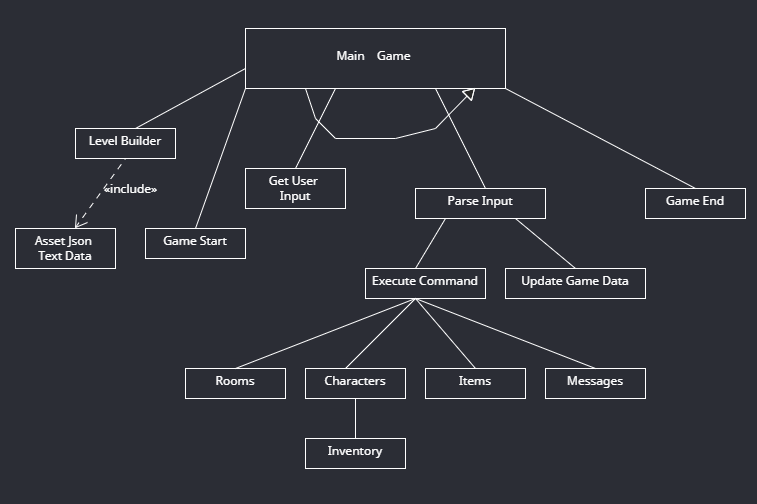 Main Game
Level Builder
«include»
Get User
Input
Parse Input
Game End
Asset Json
Text Data
Game Start
Execute Command
Update Game Data
Rooms
Characters
Items
Messages
Inventory